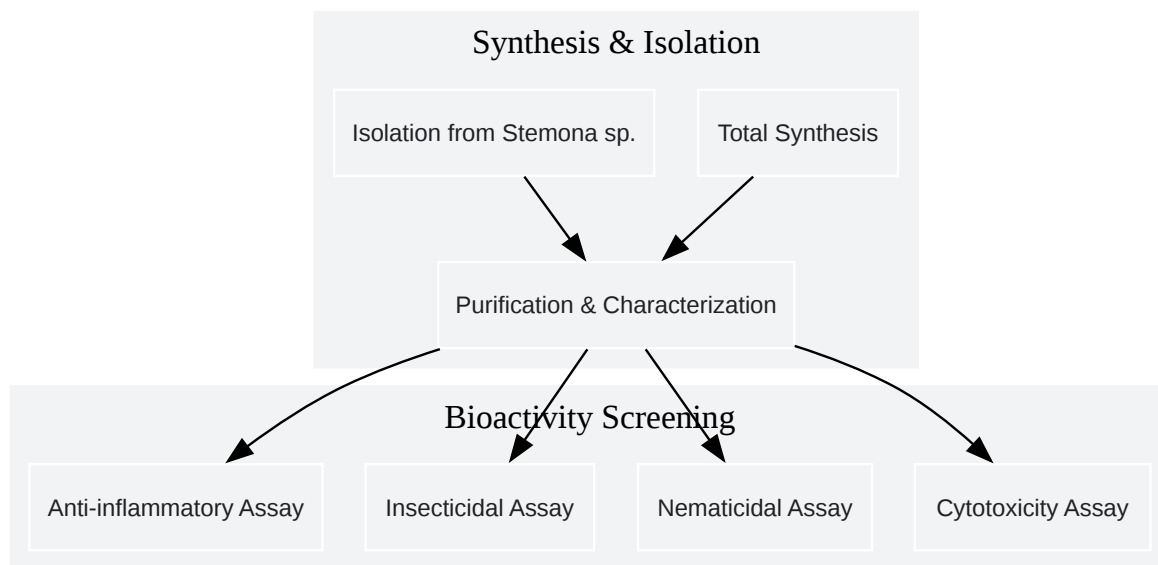 Synthesis & Isolation
Isolation from Stemona sp.
Total Synthesis
Purification & Characterization
Bioactivity Screening
Anti-inflammatory Assay
Insecticidal Assay
Nematicidal Assay
Cytotoxicity Assay